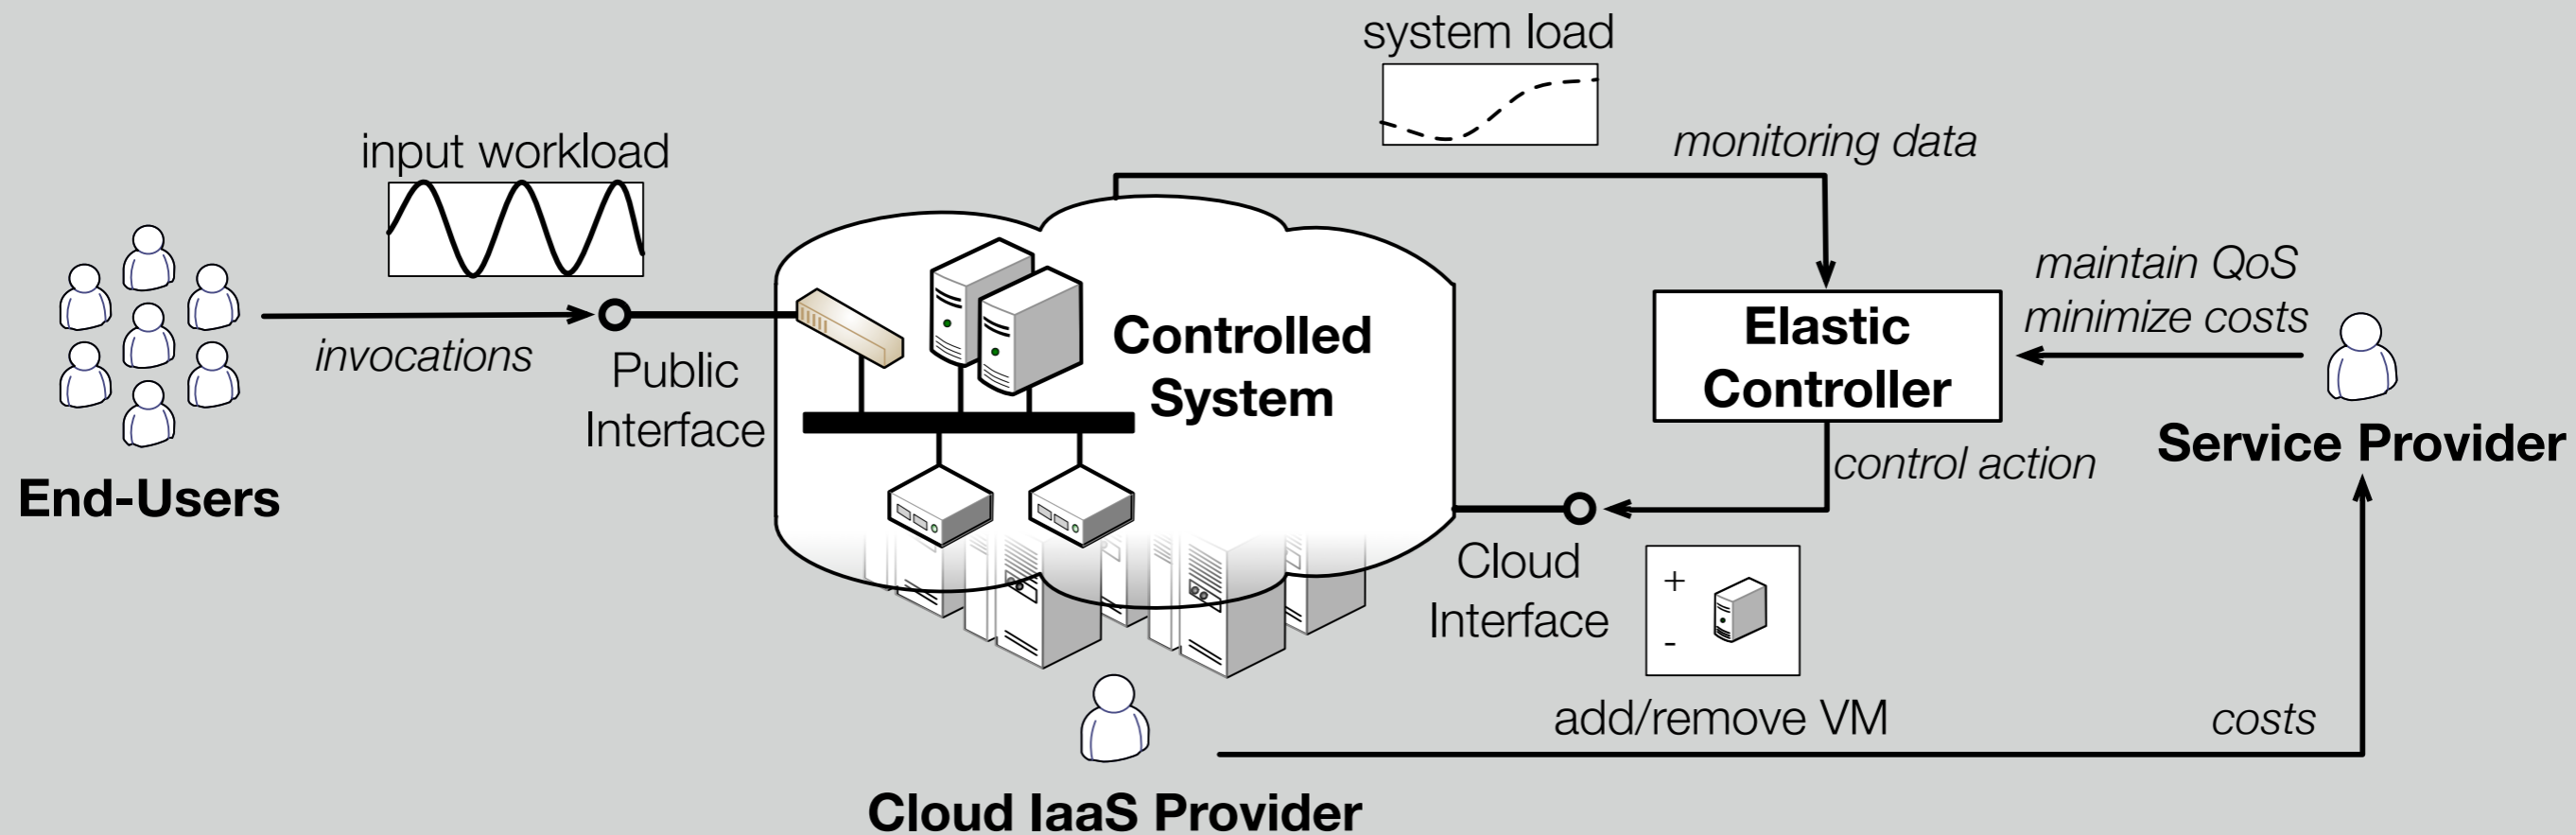 system load
input workload
monitoring data
maintain QoS
minimize costs
Elastic
Controller
Controlled
System
invocations
Public
Interface
control action
Service Provider
End-Users
Cloud
Interface
+
-
add/remove VM
costs
Cloud IaaS Provider